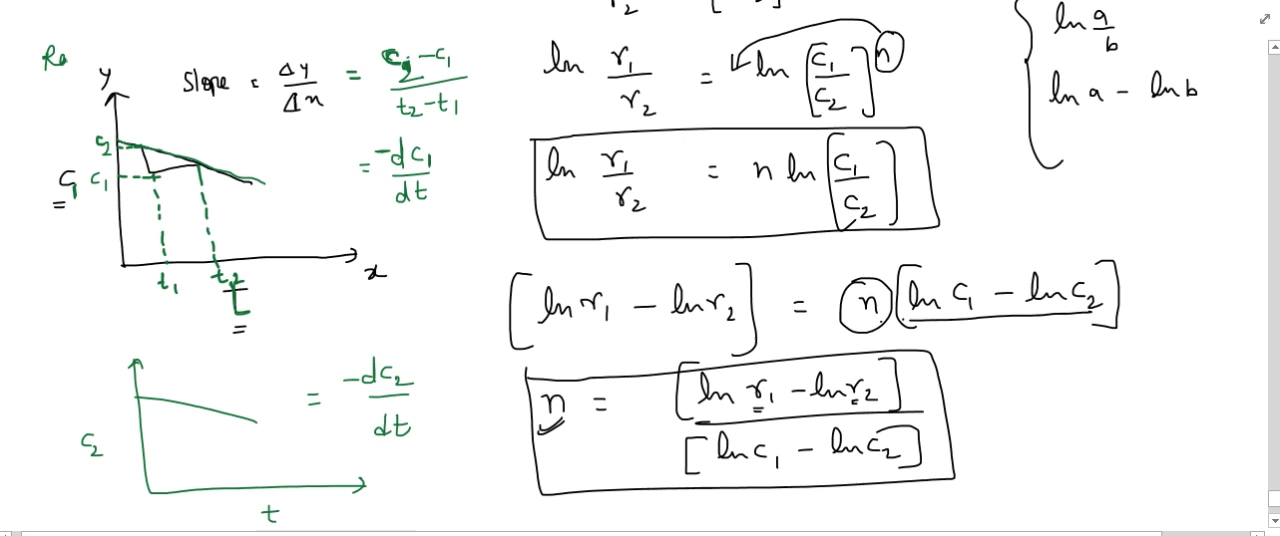 Re
y
Slope = Δy/Δx = c₂-c₁/t₂-t₁
c₂
c₁
C₁
t₁
t₂
t
x
= -dc₁/dt
c₂
t
= -dc₂/dt
ln r₁/r₂ = ln [c₁/c₂]ⁿ
ln r₁/r₂ = n ln [c₁/c₂]
[ln r₁ - ln r₂] = n [ln c₁ - ln c₂]
n = [ln r₁ - ln r₂]/[ln c₁ - ln c₂]
ln a/b
ln a - ln b